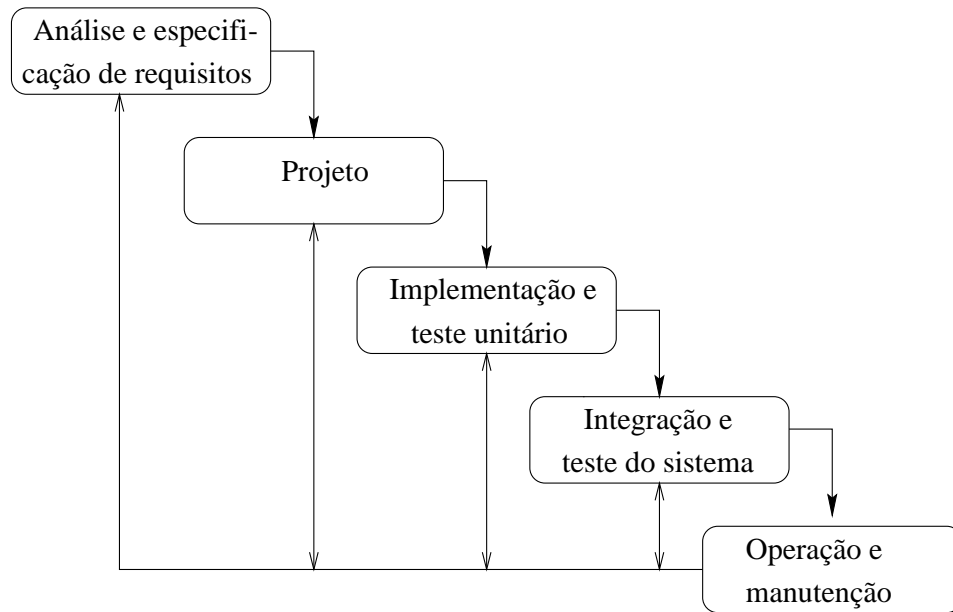 Análise e especifi-
cação de requisitos
Projeto
Implementação e
teste unitário
Integração e
teste do sistema
Operação e
manutenção